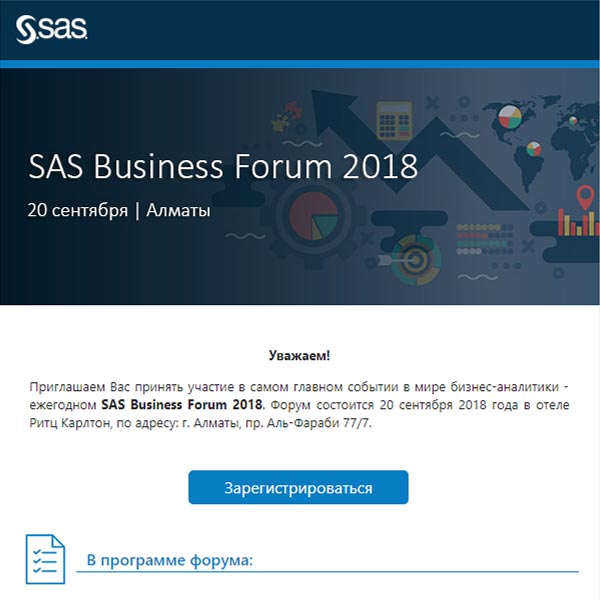 sas
SAS Business Forum 2018
20 сентября | Алматы
Уважаем!
Приглашаем Вас принять участие в самом главном событии в мире бизнес-аналитики -
ежегодном SAS Business Forum 2018. Форум состоится 20 сентября 2018 года в отеле
Ритц Карлтон, по адресу: г. Алматы, пр. Аль-Фараби 77/7.
Зарегистрироваться
В программе форума: